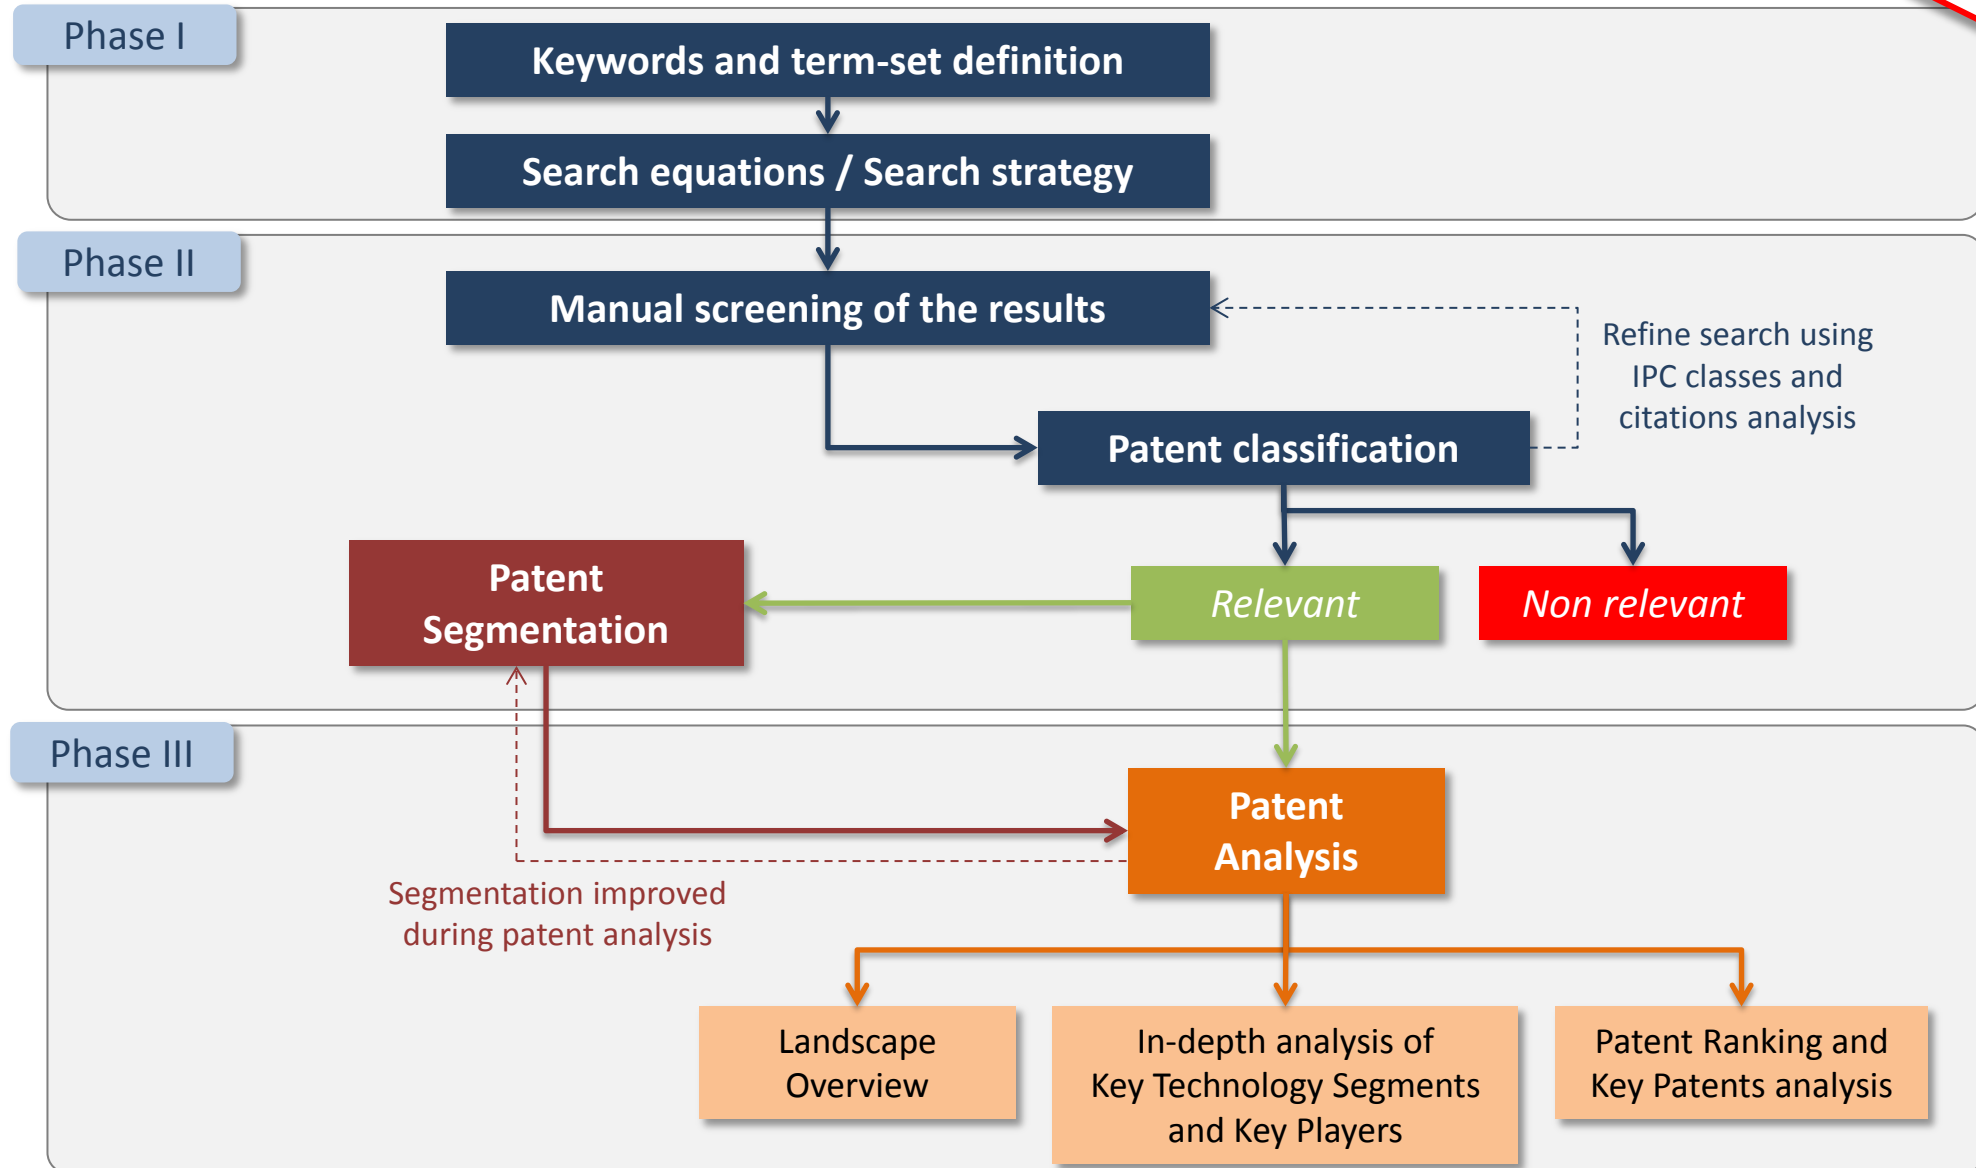 Phase I
Keywords and term-set definition
Search equations / Search strategy
Phase II
Manual screening of the results
Refine search using
IPC classes and
citations analysis
Patent classification
Patent
Segmentation
Relevant
Non relevant
Phase III
Patent
Analysis
Segmentation improved
during patent analysis
Landscape
Overview
In-depth analysis of
Key Technology Segments
and Key Players
Patent Ranking and
Key Patents analysis